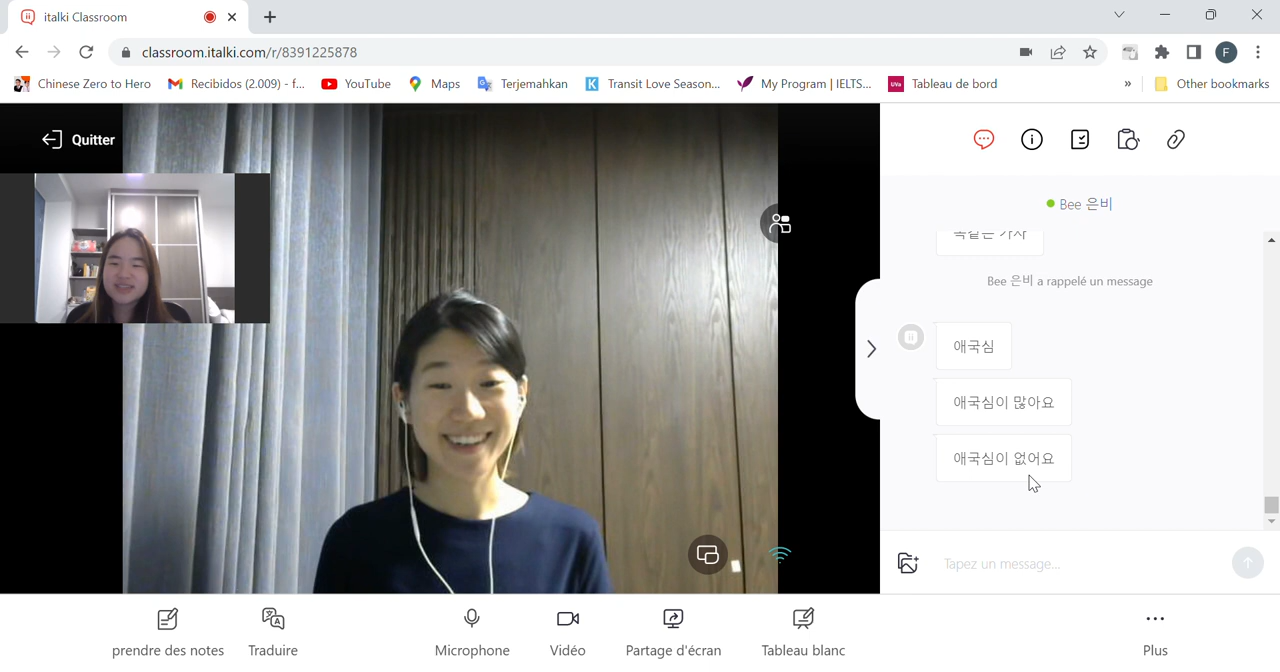 italki Classroom
classroom.italki.com/r/8391225878
Chinese Zero to Hero
Recibidos (2.009) - f...
YouTube
Maps
Terjemahkan
Transit Love Season...
My Program | IELTS...
Tableau de bord
»
Other bookmarks
F
Quitter
Bee 은비
Bee 은비 a rappelé un message
애국심
애국심이 많아요
애국심이 없어요
Tapez un message...
prendre des notes
Traduire
Microphone
Vidéo
Partage d'écran
Tableau blanc
Plus